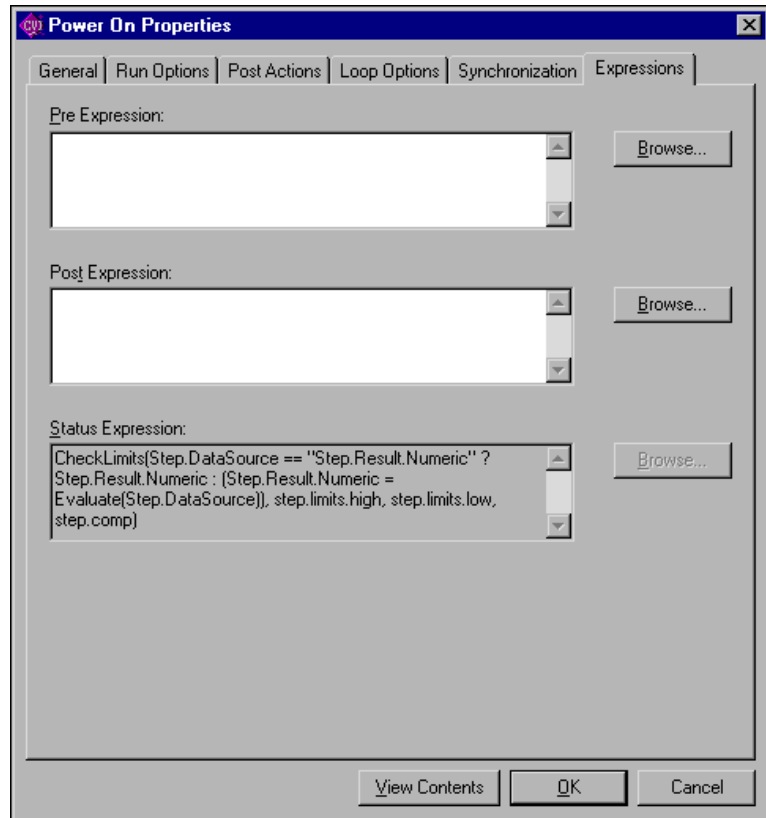 CVI Power On Properties
General Run Options Post Actions Loop Options Synchronization Expressions
Pre Expression:
Browse...
Post Expression:
Browse...
Status Expression:
CheckLimits(Step.DataSource == "Step.Result.Numeric" ?
Step.Result.Numeric : (Step.Result.Numeric =
Evaluate(Step.DataSource)), step.limits.high, step.limits.low,
step.comp)
Browse...
View Contents OK Cancel